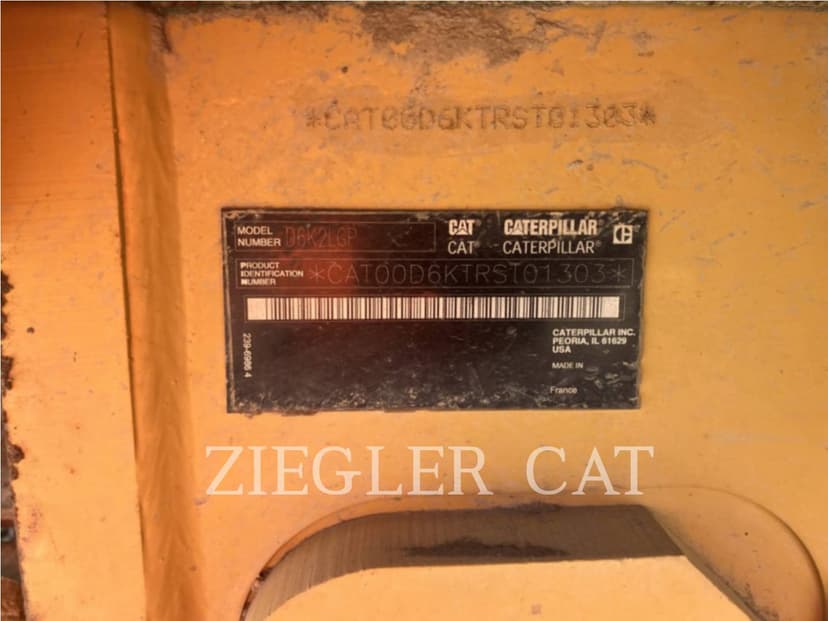 *CAT00D6KTRST01303*
MODEL NUMBER D6K2LGP
CAT CATERPILLAR
CAT® CATERPILLAR®
PRODUCT IDENTIFICATION NUMBER *CAT00D6KTRST01303*
239-6986 4
CATERPILLAR INC.
PEORIA, IL 61629
USA
MADE IN
France
ZIEGLER CAT